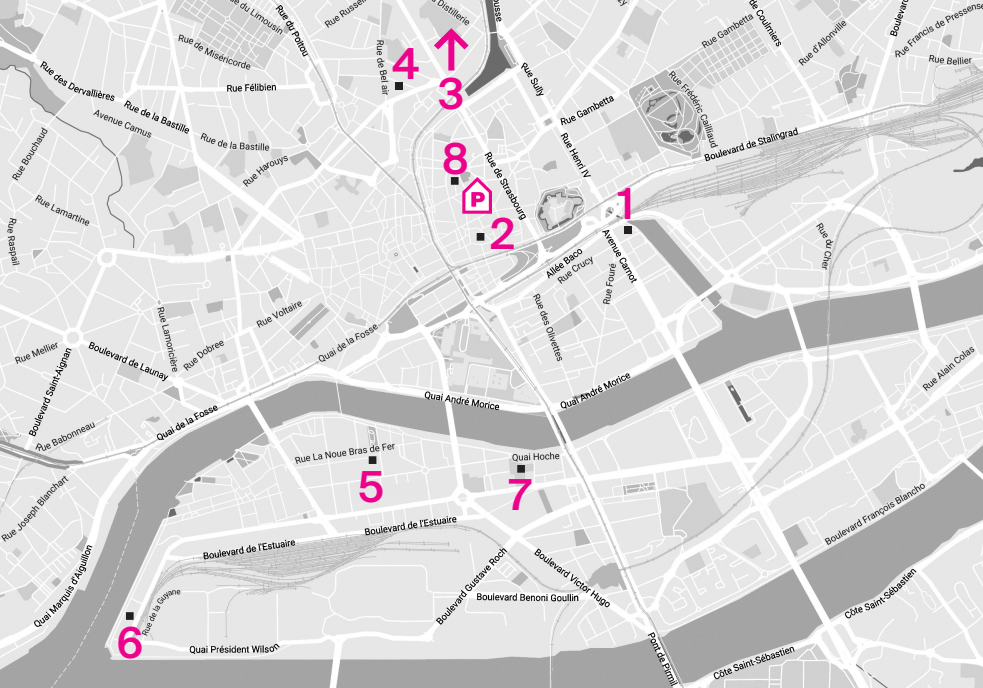 Rue du Limousin
Rue du Poitou
Distillerie
Rue Gambetta
Rue d'Allonville
Rue Francis de Pressense
Rue Bellier
Rue de Miséricorde
Rue de Bel air
4
3
Rue Sully
Rue Frédéric Cailliaud
Rue des Dervallières
Rue Félibien
Rue Gambetta
Rue de la Bastille
Avenue Camus
Rue de la Bastille
Rue Henri IV
Boulevard de Stalingrad
Rue Bouchaud
Rue Harouys
8
Rue de Strasbourg
P
1
Rue Lamartine
Rue Raspail
2
Avenue Carnot
Rue du Cher
Allée Baco
Rue Crucy
Rue Fouré
Rue Voltaire
Rue Lamoricière
Rue des Olivettes
Quai de la Fosse
Rue Mellier
Rue Dobree
Boulevard de Launay
Boulevard Saint-Aignan
Rue Alain Colas
Quai André Morice
Quai André Morice
Quai de la Fosse
Rue Babonneau
Rue La Noue Bras de Fer
Quai Hoche
5
7
Rue Joseph Blanchart
Boulevard François Blancho
Boulevard de l'Estuaire
Boulevard de l'Estuaire
Quai Marquis d'Aiguillon
Boulevard Gustave Roch
Boulevard Victor Hugo
Boulevard Benoni Goullin
Côte Saint-Sébastien
Rue de la Guyane
6
Quai Président Wilson
Pont de Pirmil
Côte Saint-Sébastien